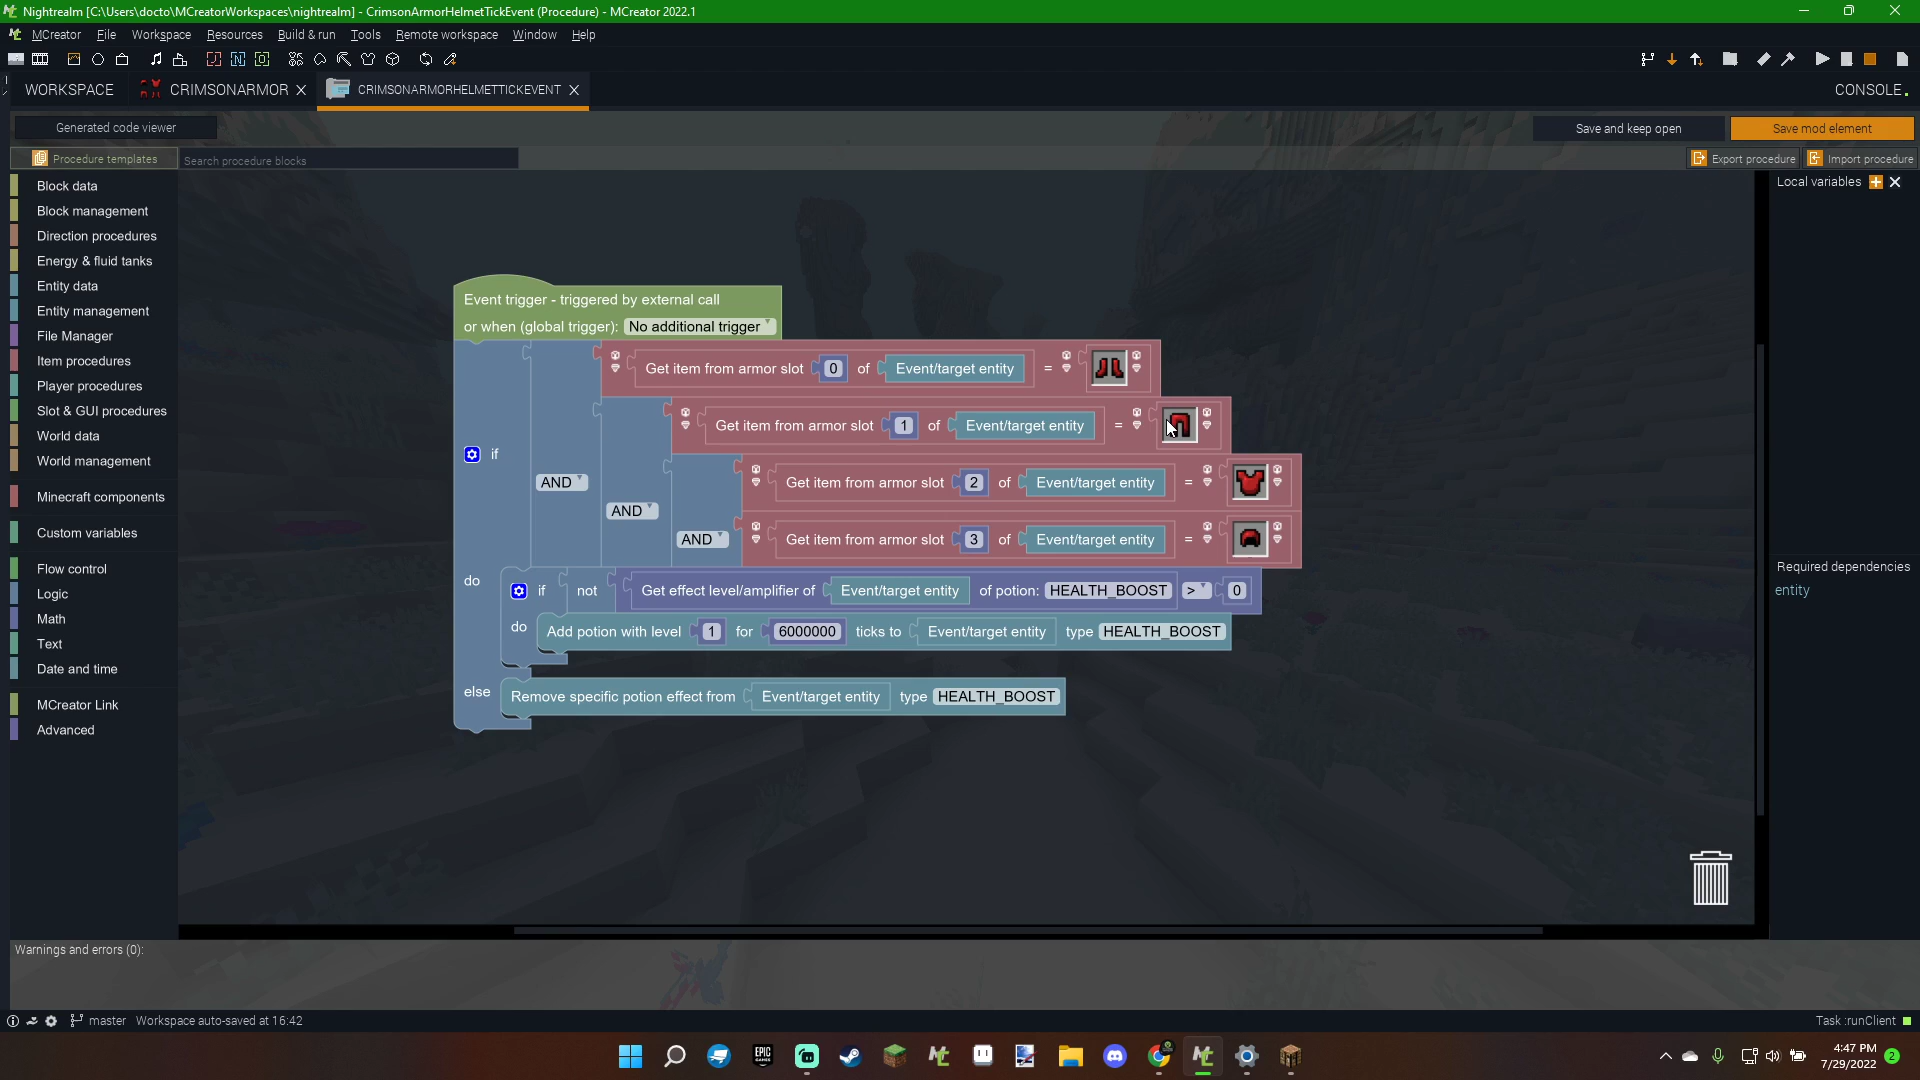 Nightrealm [C:\Users\docto\MCreatorWorkspaces\nightrealm] - CrimsonArmorHelmetTickEvent (Procedure) - MCreator 2022.1
MCreator File Workspace Resources Build & run Tools Remote workspace Window Help
WORKSPACE CRIMSONARMOR CRIMSONARMORHELMETTICKEVENT CONSOLE
Generated code viewer Save and keep open Save mod element
Procedure templates Search procedure blocks Export procedure Import procedure
Local variables
Block data
Block management
Direction procedures
Energy & fluid tanks
Entity data
Entity management
File Manager
Item procedures
Player procedures
Slot & GUI procedures
World data
World management
Minecraft components
Custom variables
Flow control
Logic
Math
Text
Date and time
MCreator Link
Advanced
Event trigger - triggered by external call
or when (global trigger): No additional trigger
Get item from armor slot 0 of Event/target entity =
Get item from armor slot 1 of Event/target entity =
if
AND Get item from armor slot 2 of Event/target entity =
AND
AND Get item from armor slot 3 of Event/target entity =
do if not Get effect level/amplifier of Event/target entity of potion: HEALTH_BOOST > 0
do Add potion with level 1 for 6000000 ticks to Event/target entity type HEALTH_BOOST
else Remove specific potion effect from Event/target entity type HEALTH_BOOST
Required dependencies
entity
Warnings and errors (0):
master Workspace auto-saved at 16:42 Task :runClient
EPIC GAMES
4:47 PM
7/29/2022
2